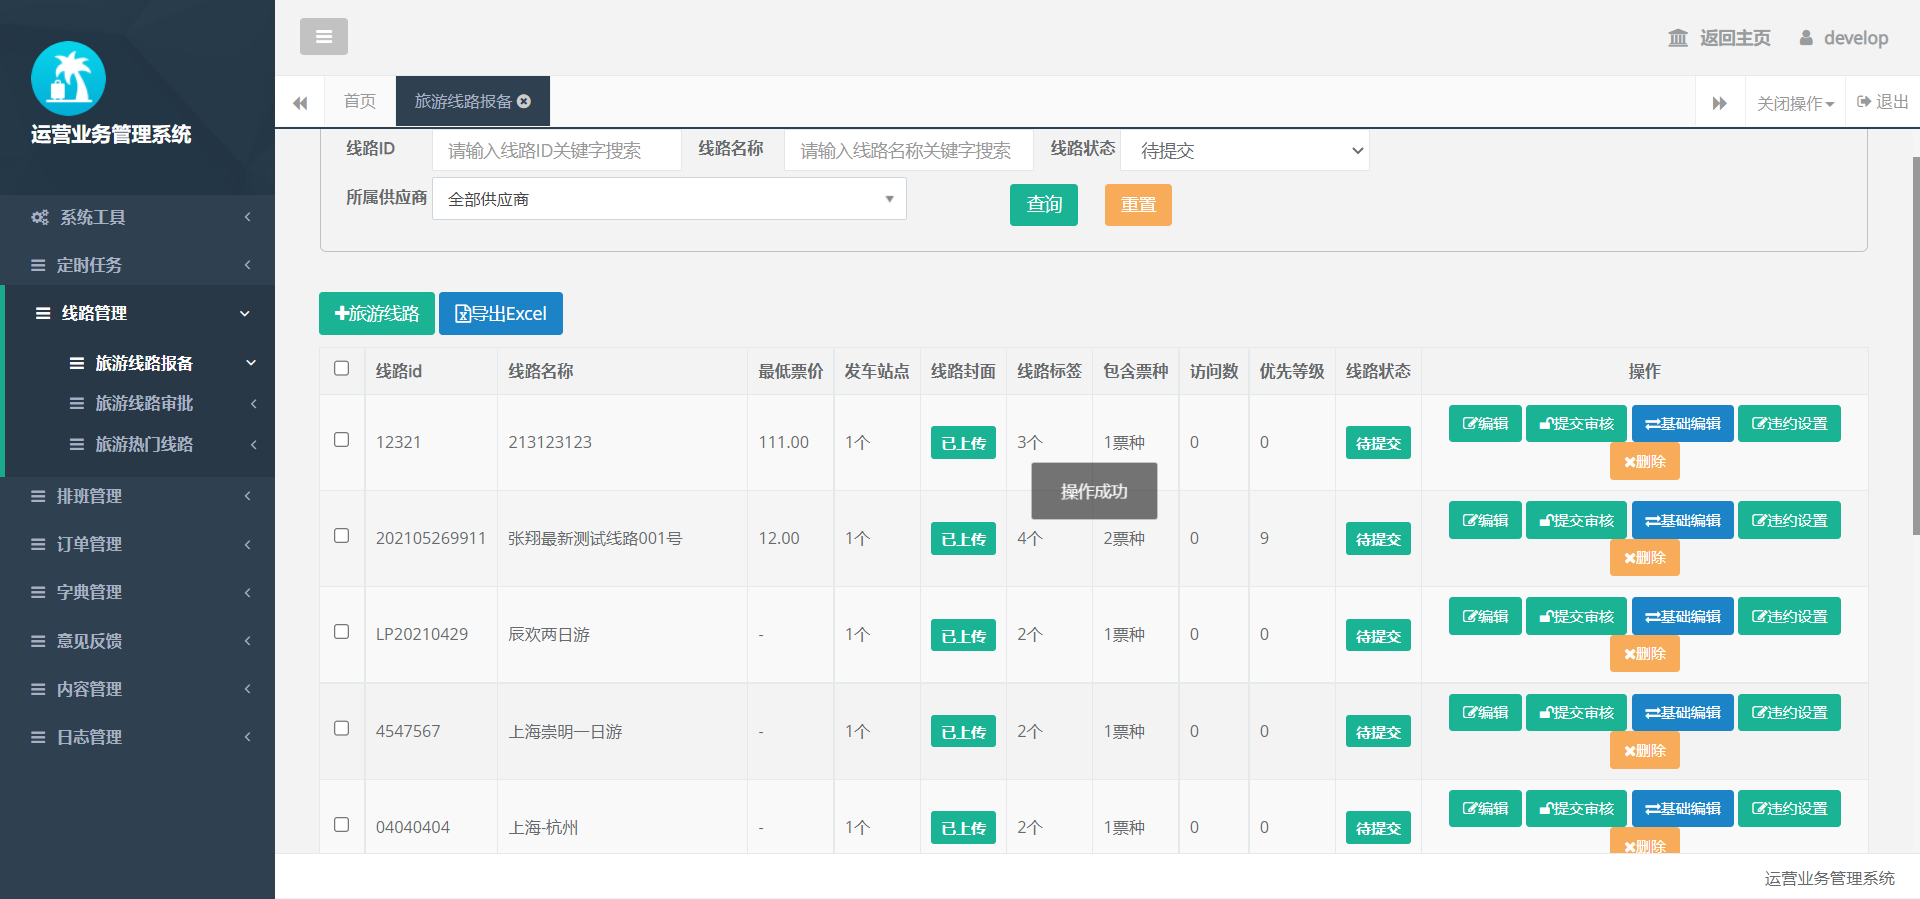 返回主页 develop
运营业务管理系统
首页 旅游线路报备 关闭操作 退出
系统工具
定时任务
线路管理
旅游线路报备
旅游线路审批
旅游热门线路
排班管理
订单管理
字典管理
意见反馈
内容管理
日志管理
线路ID 请输入线路ID关键字搜索 线路名称 请输入线路名称关键字搜索 线路状态 待提交
所属供应商 全部供应商 查询 重置
旅游线路 导出Excel
线路id 线路名称 最低票价 发车站点 线路封面 线路标签 包含票种 访问数 优先等级 线路状态 操作
12321 213123123 111.00 1个 已上传 3个 1票种 0 0 待提交 编辑 提交审核 基础编辑 违约设置
删除
操作成功
202105269911 张翔最新测试线路001号 12.00 1个 已上传 4个 2票种 0 9 待提交 编辑 提交审核 基础编辑 违约设置
删除
LP20210429 辰欢两日游 - 1个 已上传 2个 1票种 0 0 待提交 编辑 提交审核 基础编辑 违约设置
删除
4547567 上海崇明一日游 - 1个 已上传 2个 1票种 0 0 待提交 编辑 提交审核 基础编辑 违约设置
删除
04040404 上海-杭州 - 1个 已上传 2个 1票种 0 0 待提交 编辑 提交审核 基础编辑 违约设置
删除
运营业务管理系统